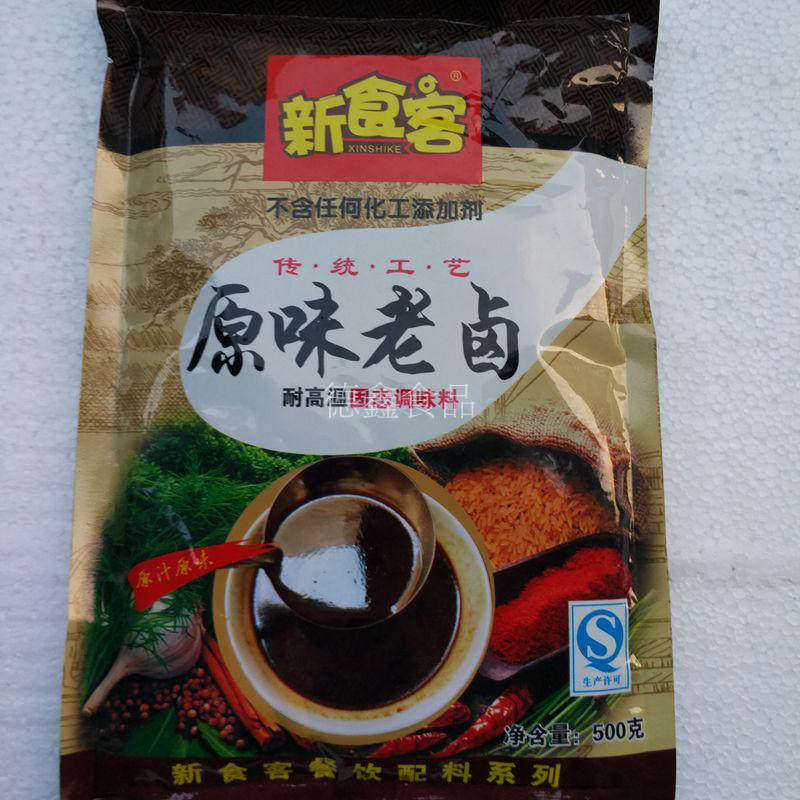 新食客®
XINSHIKE
不含任何化工添加剂
传·统·工·艺
原味老卤
耐高温固态调味料
德鑫食品
原汁原味
生产许可
净含量：500克
新食客餐饮配料系列